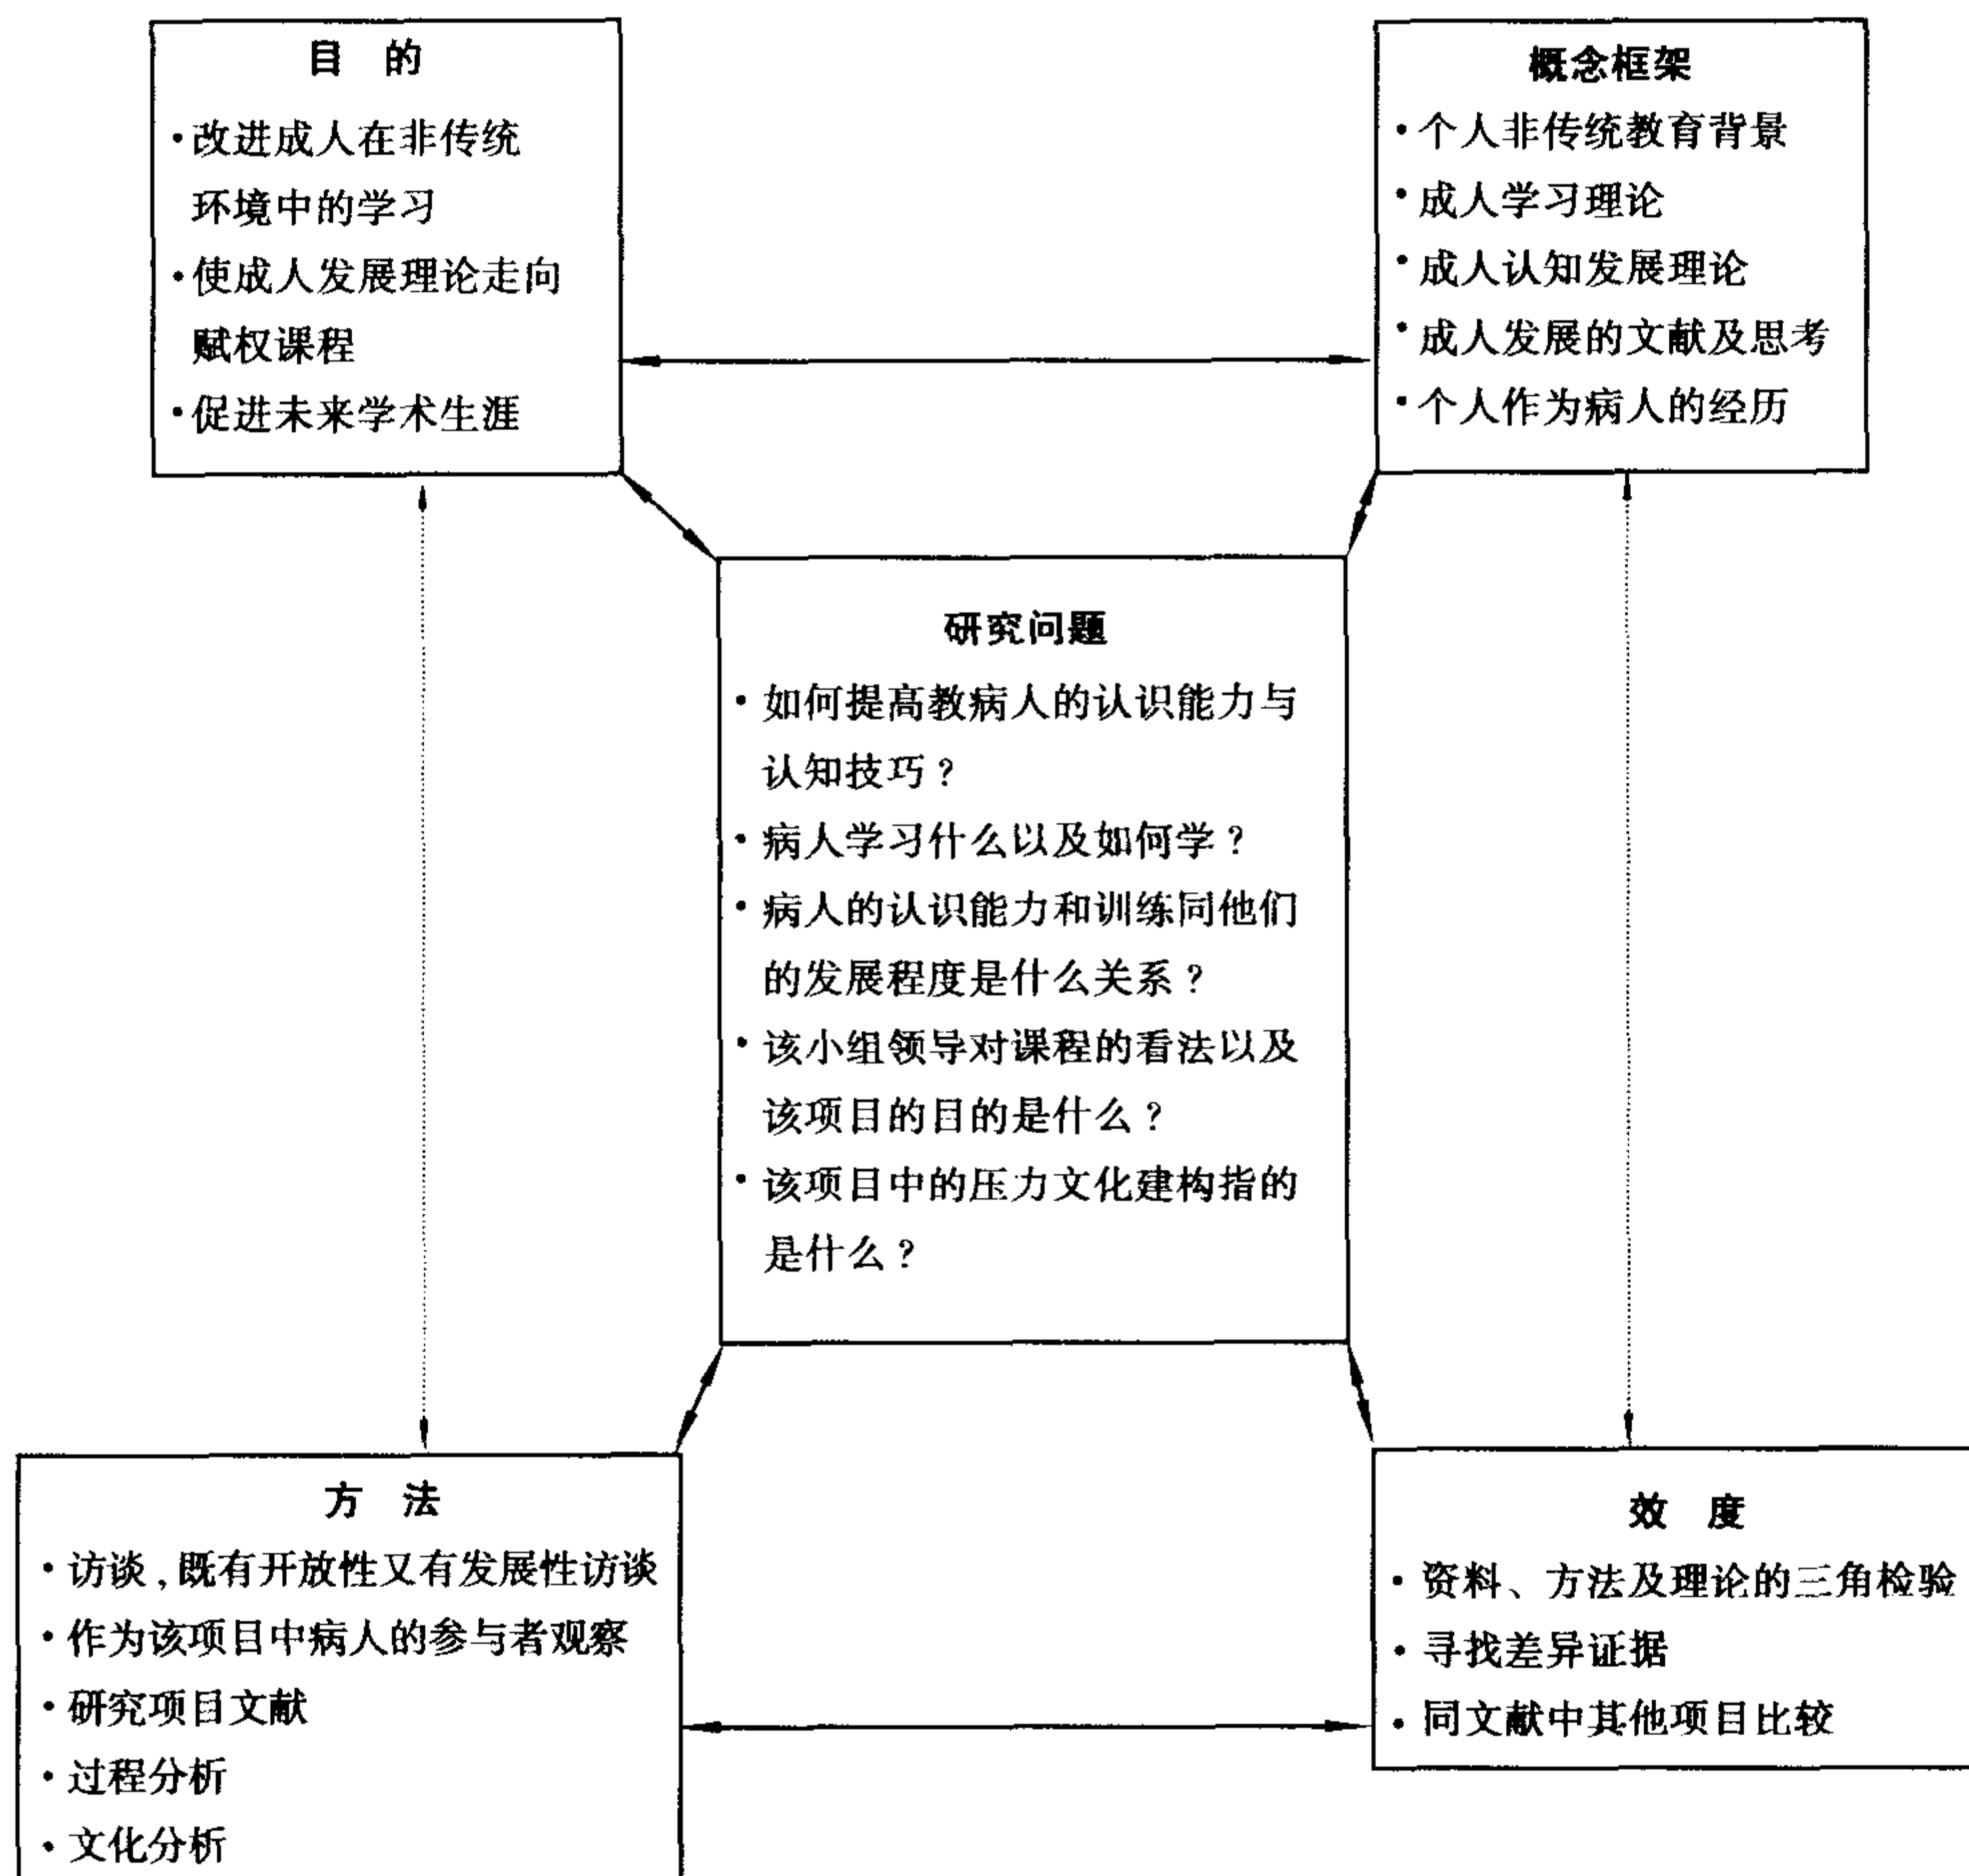 目 的
·改进成人在非传统
环境中的学习
·使成人发展理论走向
赋权课程
·促进未来学术生涯
概念框架
·个人非传统教育背景
·成人学习理论
·成人认知发展理论
·成人发展的文献及思考
·个人作为病人的经历
研究问题
·如何提高教病人的认识能力与
认知技巧?
·病人学习什么以及如何学?
·病人的认识能力和训练同他们
的发展程度是什么关系?
·该小组领导对课程的看法以及
该项目的目的是什么?
·该项目中的压力文化建构指的
是什么?
方 法
·访谈,既有开放性又有发展性访谈
·作为该项目中病人的参与者观察
·研究项目文献
·过程分析
·文化分析
效 度
·资料、方法及理论的三角检验
·寻找差异证据
·同文献中其他项目比较